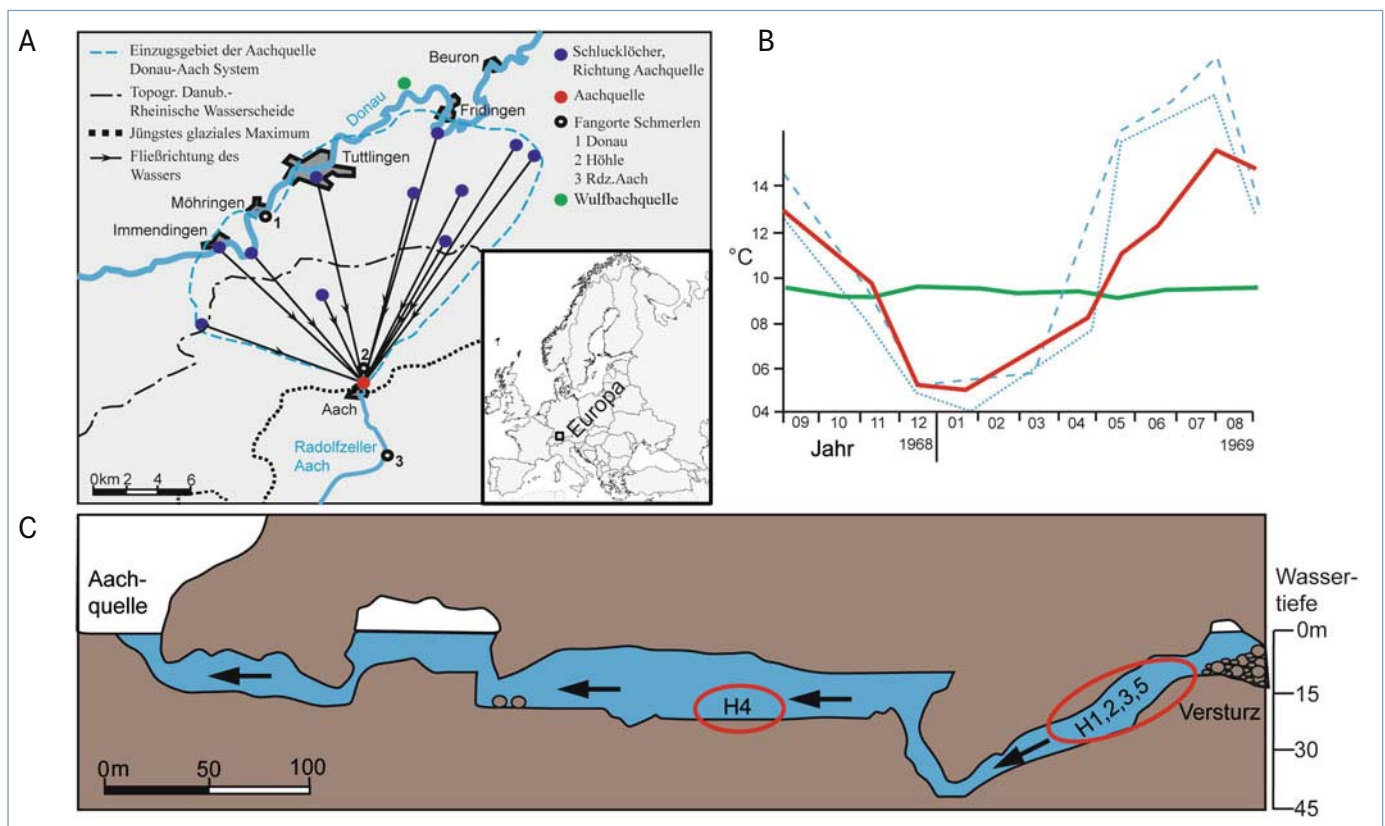 A
Einzugsgebiet der Aachquelle
Donau-Aach System
Topogr. Danub.-
Rheinische Wasserscheide
Jüngstes glaziales Maximum
Fließrichtung des
Wassers
Beuron
Donau
Fridingen
Tuttlingen
Möhringen
1
Immendingen
2
Aach
Radolfzeller
Aach
3
0km 2 4 6
Schlucklöcher,
Richtung Aachquelle
Aachquelle
Fangorte Schmerlen
1 Donau
2 Höhle
3 Rdz.Aach
Wulfbachquelle
Europa
B
14
12
°C
10
08
06
04
09 10 11 12 01 02 03 04 05 06 07 08
Jahr 1968 1969
C
Aach-
quelle
H4
H1,2,3,5
Versturz
Wasser-
tiefe
0m
15
30
45
0m 50 100